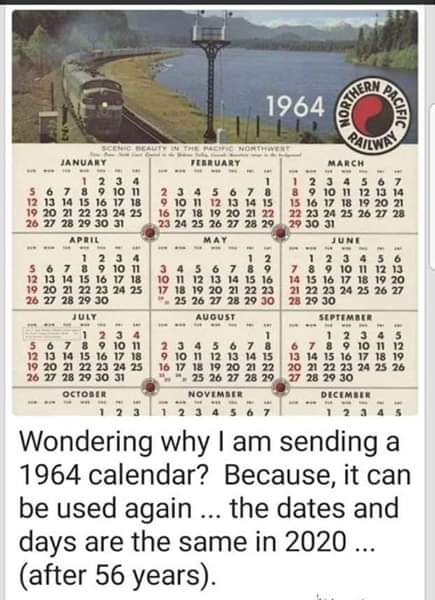 1964
NORTHERN PACIFIC
RAILWAY
SCENIC BEAUTY IN THE PACIFIC NORTHWEST
JANUARY FEBRUARY MARCH
1 2 3 4 1 1 2 3 4 5 6 7
5 6 7 8 9 10 11 2 3 4 5 6 7 8 8 9 10 11 12 13 14
12 13 14 15 16 17 18 9 10 11 12 13 14 15 15 16 17 18 19 20 21
19 20 21 22 23 24 25 16 17 18 19 20 21 22 22 23 24 25 26 27 28
26 27 28 29 30 31 23 24 25 26 27 28 29 29 30 31
APRIL MAY JUNE
1 2 3 4 1 2 1 2 3 4 5 6
5 6 7 8 9 10 11 3 4 5 6 7 8 9 7 8 9 10 11 12 13
12 13 14 15 16 17 18 10 11 12 13 14 15 16 14 15 16 17 18 19 20
19 20 21 22 23 24 25 17 18 19 20 21 22 23 21 22 23 24 25 26 27
26 27 28 29 30 25 26 27 28 29 30 28 29 30
JULY AUGUST SEPTEMBER
1 2 3 4 1 1 2 3 4 5
5 6 7 8 9 10 11 2 3 4 5 6 7 8 6 7 8 9 10 11 12
12 13 14 15 16 17 18 9 10 11 12 13 14 15 13 14 15 16 17 18 19
19 20 21 22 23 24 25 16 17 18 19 20 21 22 20 21 22 23 24 25 26
26 27 28 29 30 31 25 26 27 28 29 27 28 29 30
OCTOBER NOVEMBER DECEMBER
1 2 3 1 2 3 4 5 6 7 1 2 3 4 5
Wondering why I am sending a
1964 calendar? Because, it can
be used again ... the dates and
days are the same in 2020 ...
(after 56 years).